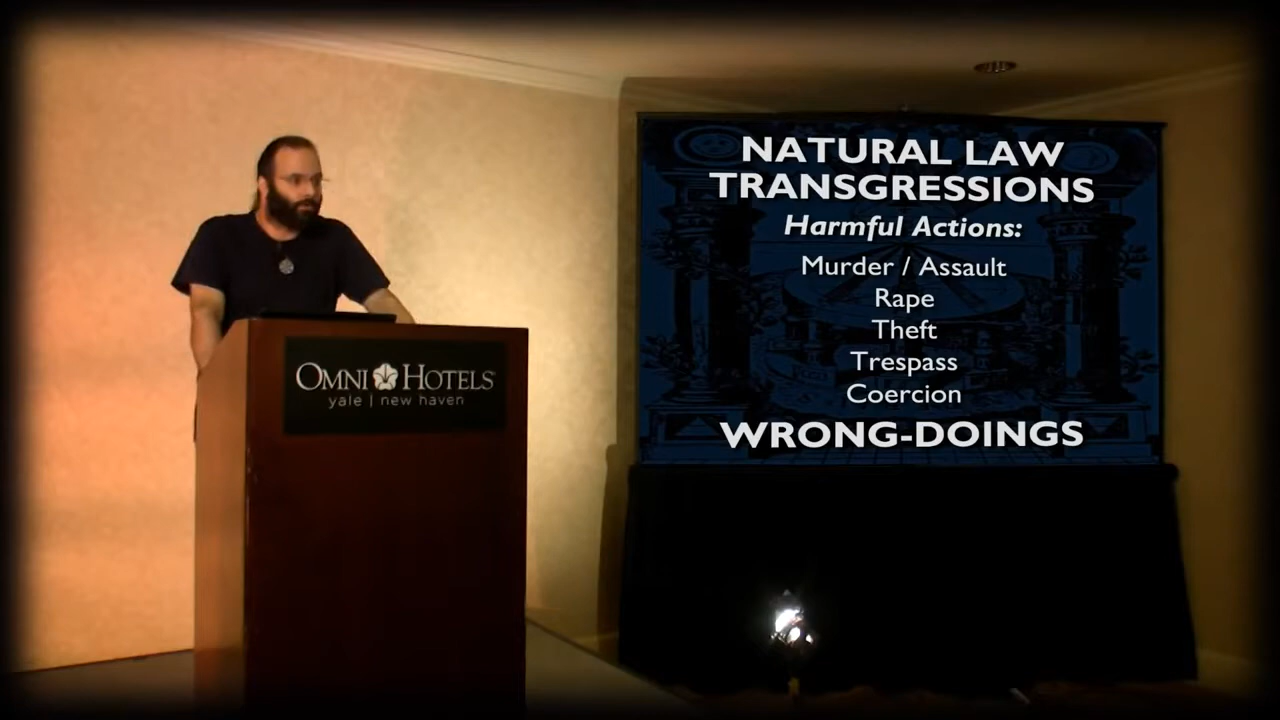 OMNI HOTELS
yale | new haven
NATURAL LAW
TRANSGRESSIONS
Harmful Actions:
Murder / Assault
Rape
Theft
Trespass
Coercion
WRONG-DOINGS